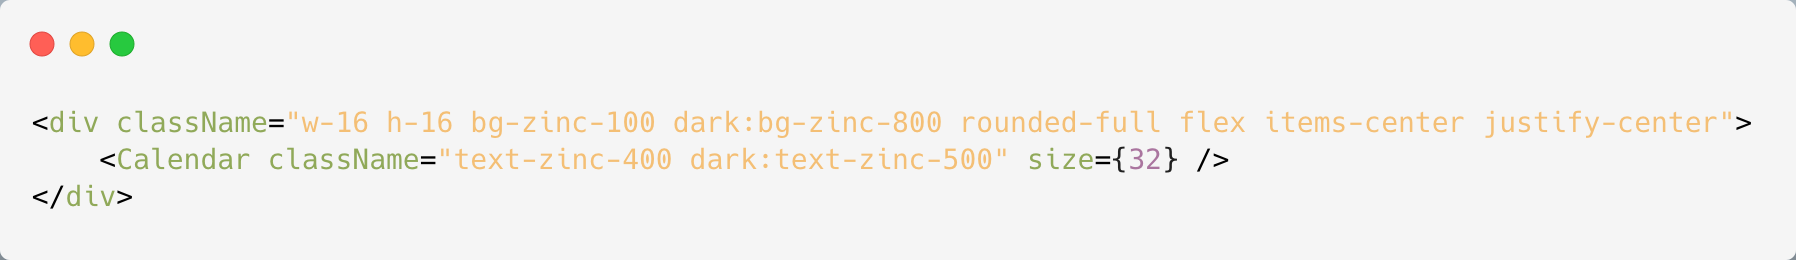 <div className="w-16 h-16 bg-zinc-100 dark:bg-zinc-800 rounded-full flex items-center justify-center">
    <Calendar className="text-zinc-400 dark:text-zinc-500" size={32} />
</div>